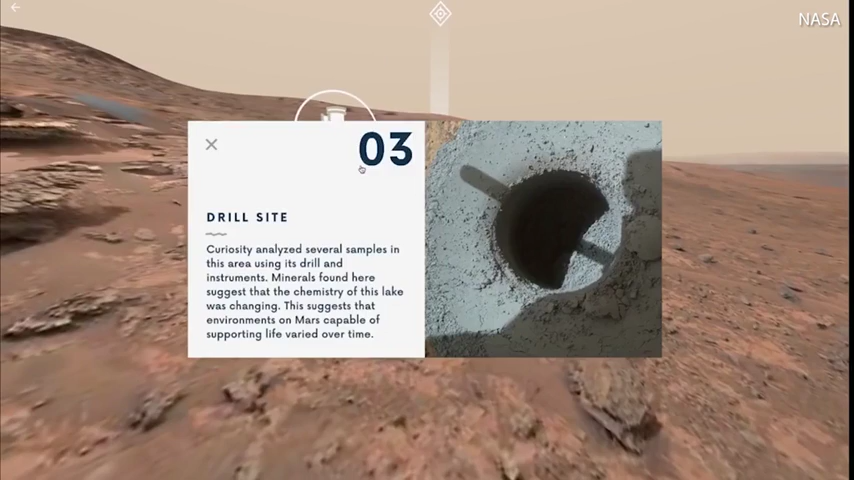 NASA
03
DRILL SITE
Curiosity analyzed several samples in
this area using its drill and
instruments. Minerals found here
suggest that the chemistry of this lake
was changing. This suggests that
environments on Mars capable of
supporting life varied over time.